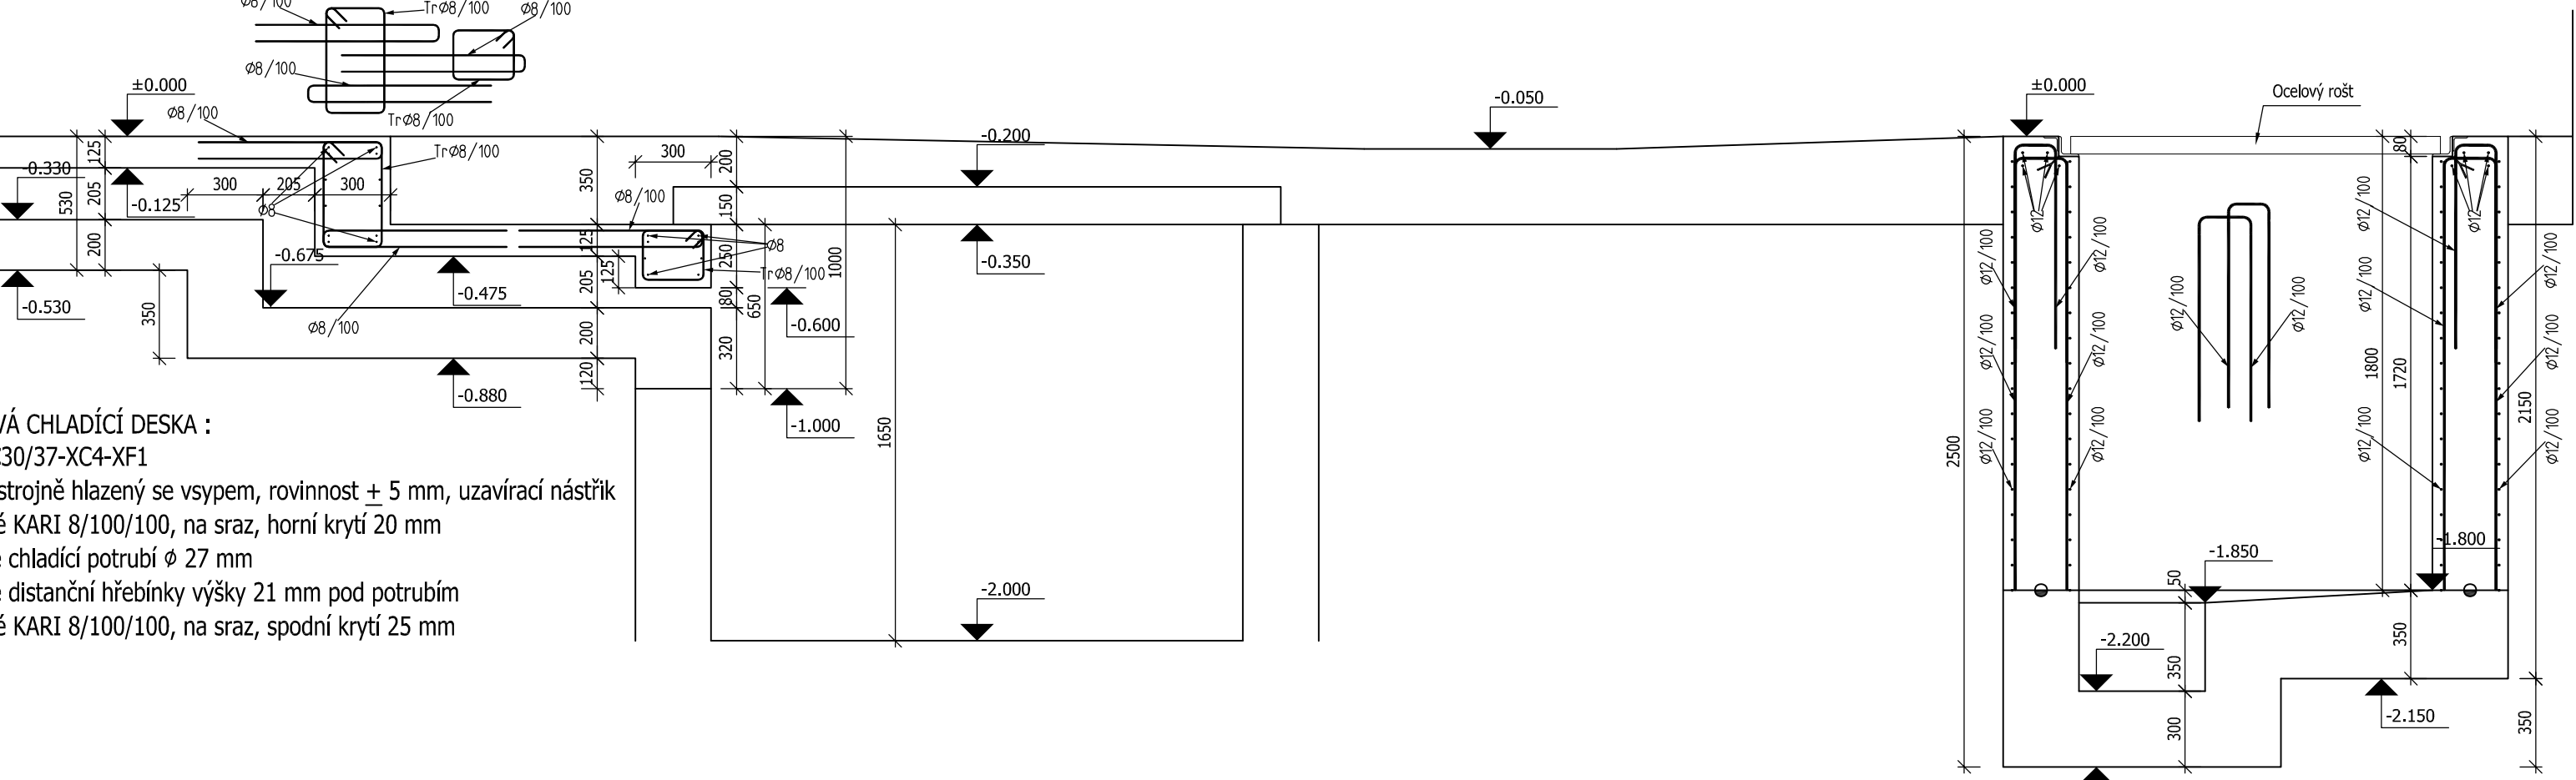 Ø8/100
TrØ8/100
Ø8/100
Ø8/100
TrØ8/100
±0.000
Ø8/100
TrØ8/100
-0.330
125
205
530
200
300
205
300
-0.125
Ø8
-0.530
350
-0.675
-0.475
Ø8/100
Ø8/100
-0.880
350
125
205
200
120
125
300
Ø8
TrØ8/100
200
150
250
80
320
650
1000
-0.600
-1.000
-0.200
-0.350
1650
-2.000
-0.050
±0.000
Ocelový rošt
80
2500
Ø12
Ø12/100
Ø12/100
Ø12/100
Ø12/100
Ø12/100
Ø12/100
Ø12/100
Ø12/100
Ø12
Ø12/100
Ø12/100
Ø12/100
Ø12/100
Ø12/100
Ø12/100
1800
1720
2150
-1.850
-1.800
50
-2.200
350
300
350
-2.150
350
VÁ CHLADÍCÍ DESKA :
30/37-XC4-XF1
strojně hlazený se vsypem, rovinnost ± 5 mm, uzavírací nástřik
é KARI 8/100/100, na sraz, horní krytí 20 mm
chladící potrubí Ø 27 mm
distanční hřebínky výšky 21 mm pod potrubím
é KARI 8/100/100, na sraz, spodní krytí 25 mm